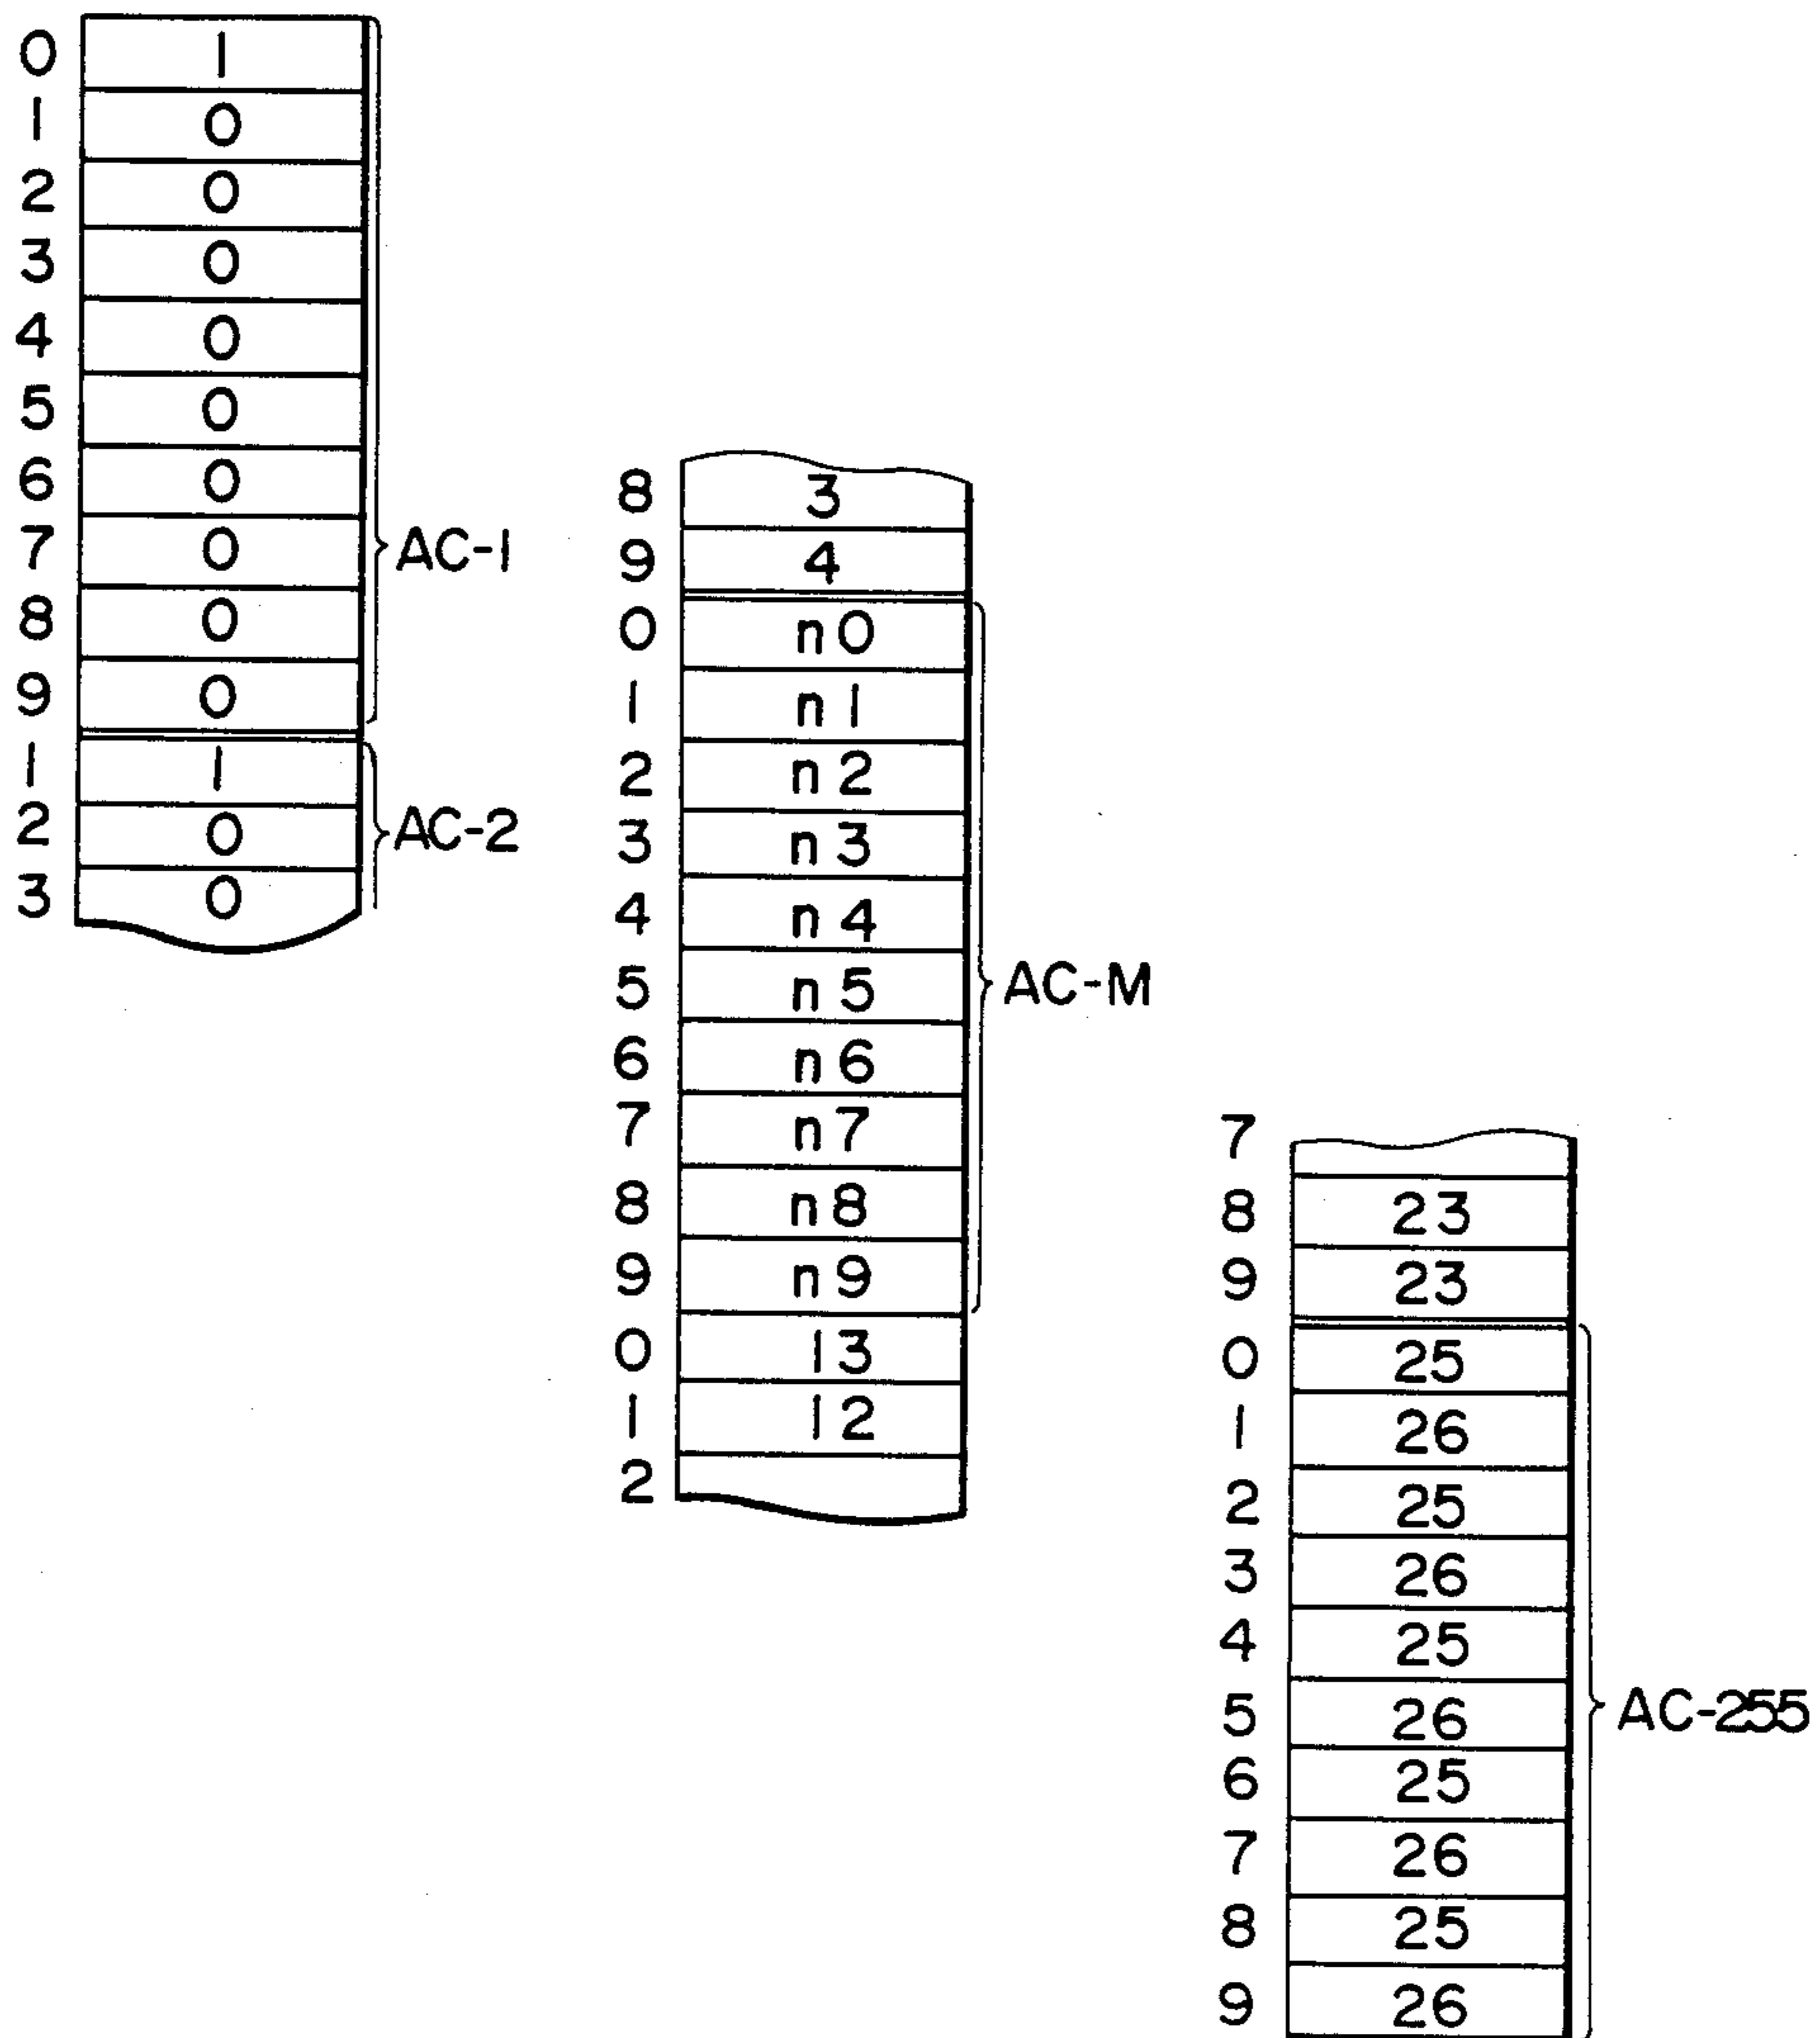 0 1
1 0
2 0
3 0
4 0
5 0
6 0
7 0
8 0
9 0
AC-1
1 1
2 0
3 0
AC-2
8 3
9 4
0 n0
1 n1
2 n2
3 n3
4 n4
5 n5
6 n6
7 n7
8 n8
9 n9
AC-M
0 13
1 12
2
7
8 23
9 23
0 25
1 26
2 25
3 26
4 25
5 26
6 25
7 26
8 25
9 26
AC-255